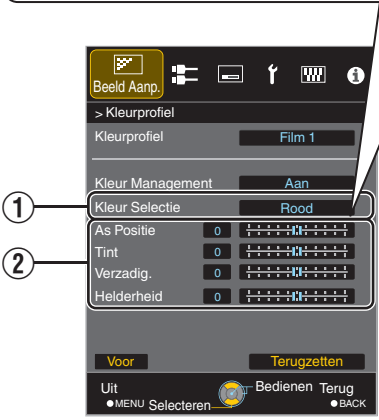 Beeld Aanp.
> Kleurprofiel
Kleurprofiel Film 1
Kleur Management Aan
1 Kleur Selectie Rood
2
As Positie 0
Tint 0
Verzadig. 0
Helderheid 0
Voor Terugzetten
Uit Bedienen Terug
●MENU Selecteren ●BACK